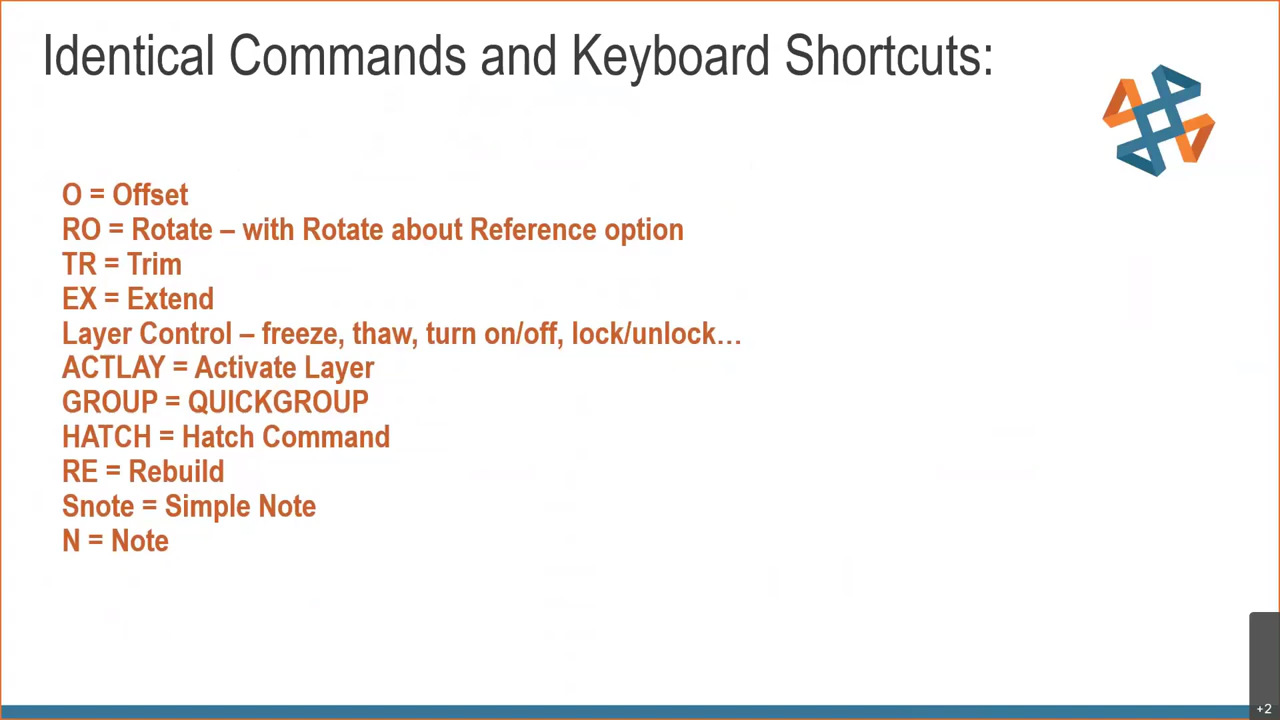 Identical Commands and Keyboard Shortcuts:
O = Offset
RO = Rotate – with Rotate about Reference option
TR = Trim
EX = Extend
Layer Control – freeze, thaw, turn on/off, lock/unlock…
ACTLAY = Activate Layer
GROUP = QUICKGROUP
HATCH = Hatch Command
RE = Rebuild
Snote = Simple Note
N = Note
+2